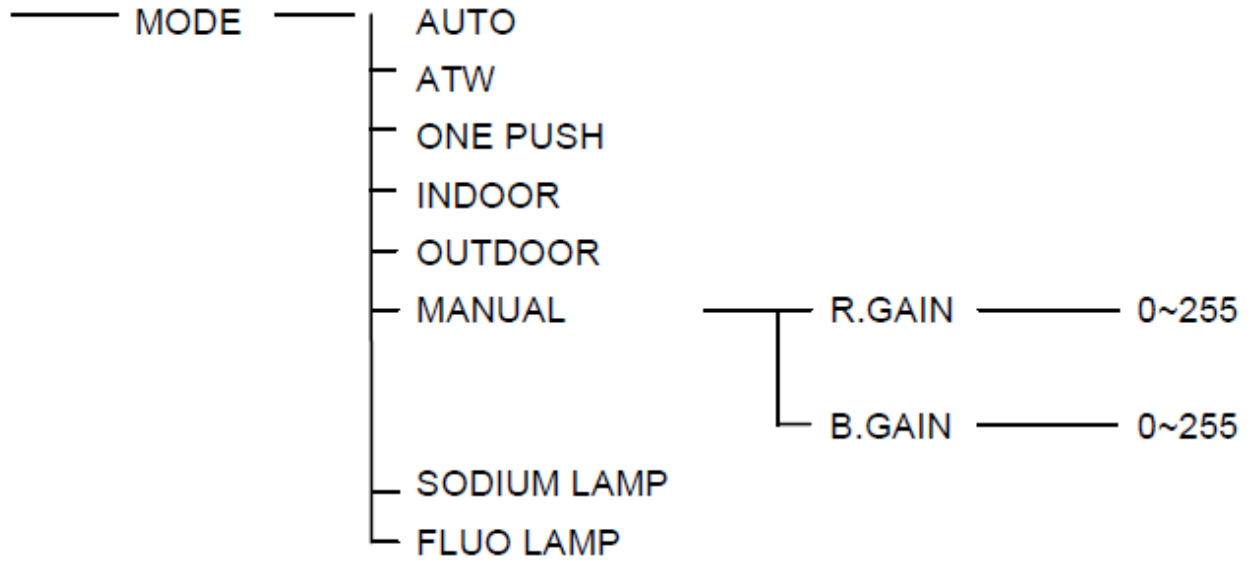 MODE AUTO
ATW
ONE PUSH
INDOOR
OUTDOOR
MANUAL R.GAIN 0~255
B.GAIN 0~255
SODIUM LAMP
FLUO LAMP